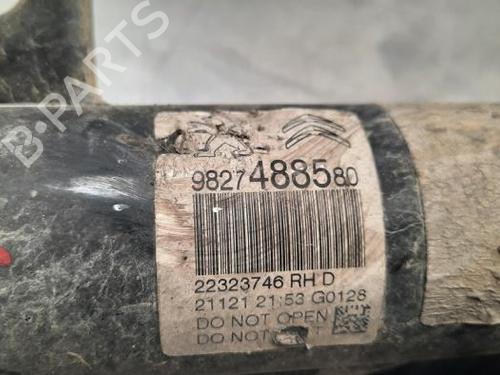 B-PARTS
9827488580
22323746 RH D
21121 21:53 G0128
DO NOT OPEN
DO NOT